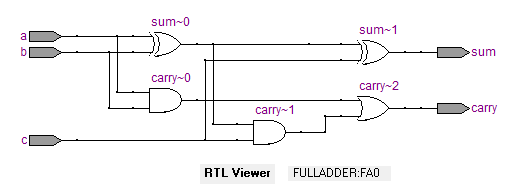 sum~0
sum~1
a
b
sum
carry~0
carry~2
carry~1
carry
c
RTL Viewer FULLADDER:FA0